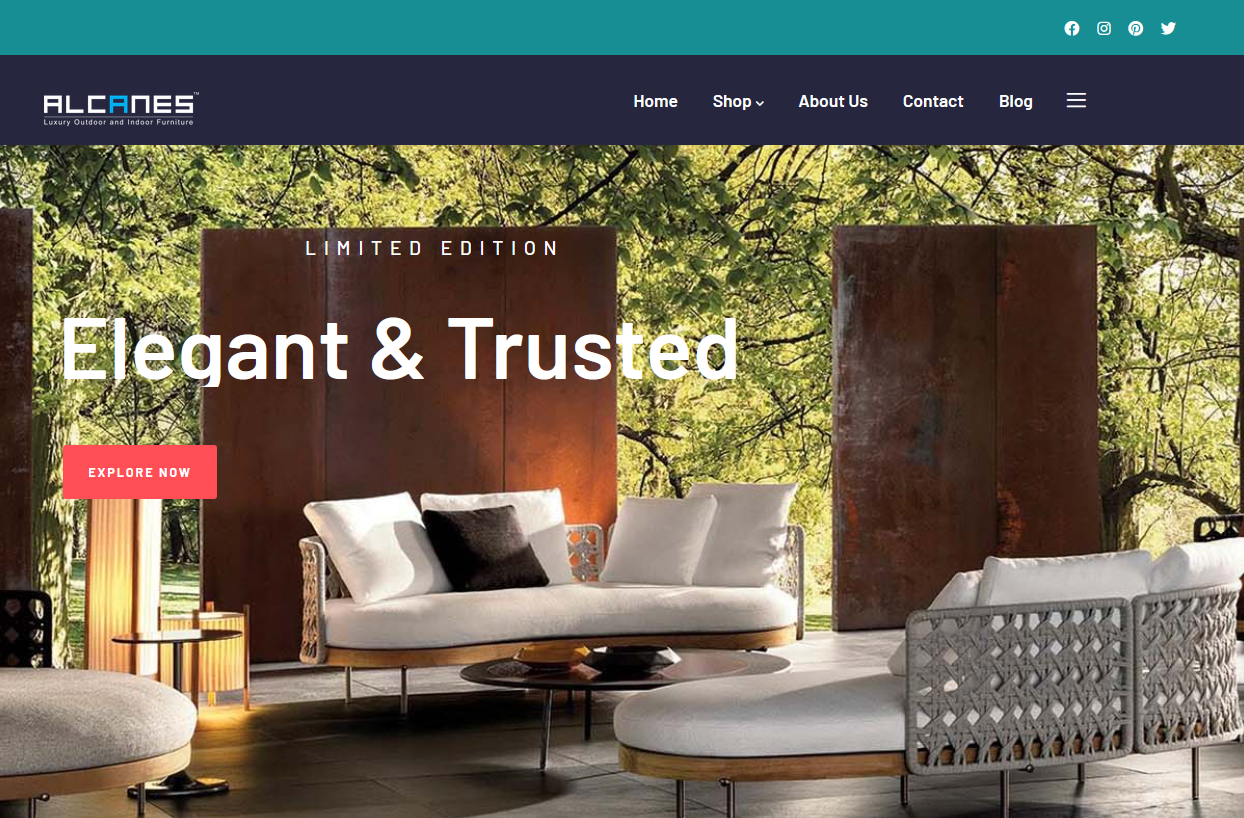 Home Shop About Us Contact Blog
ALCANES™
Luxury Outdoor and Indoor Furniture
LIMITED EDITION
Elegant & Trusted
EXPLORE NOW